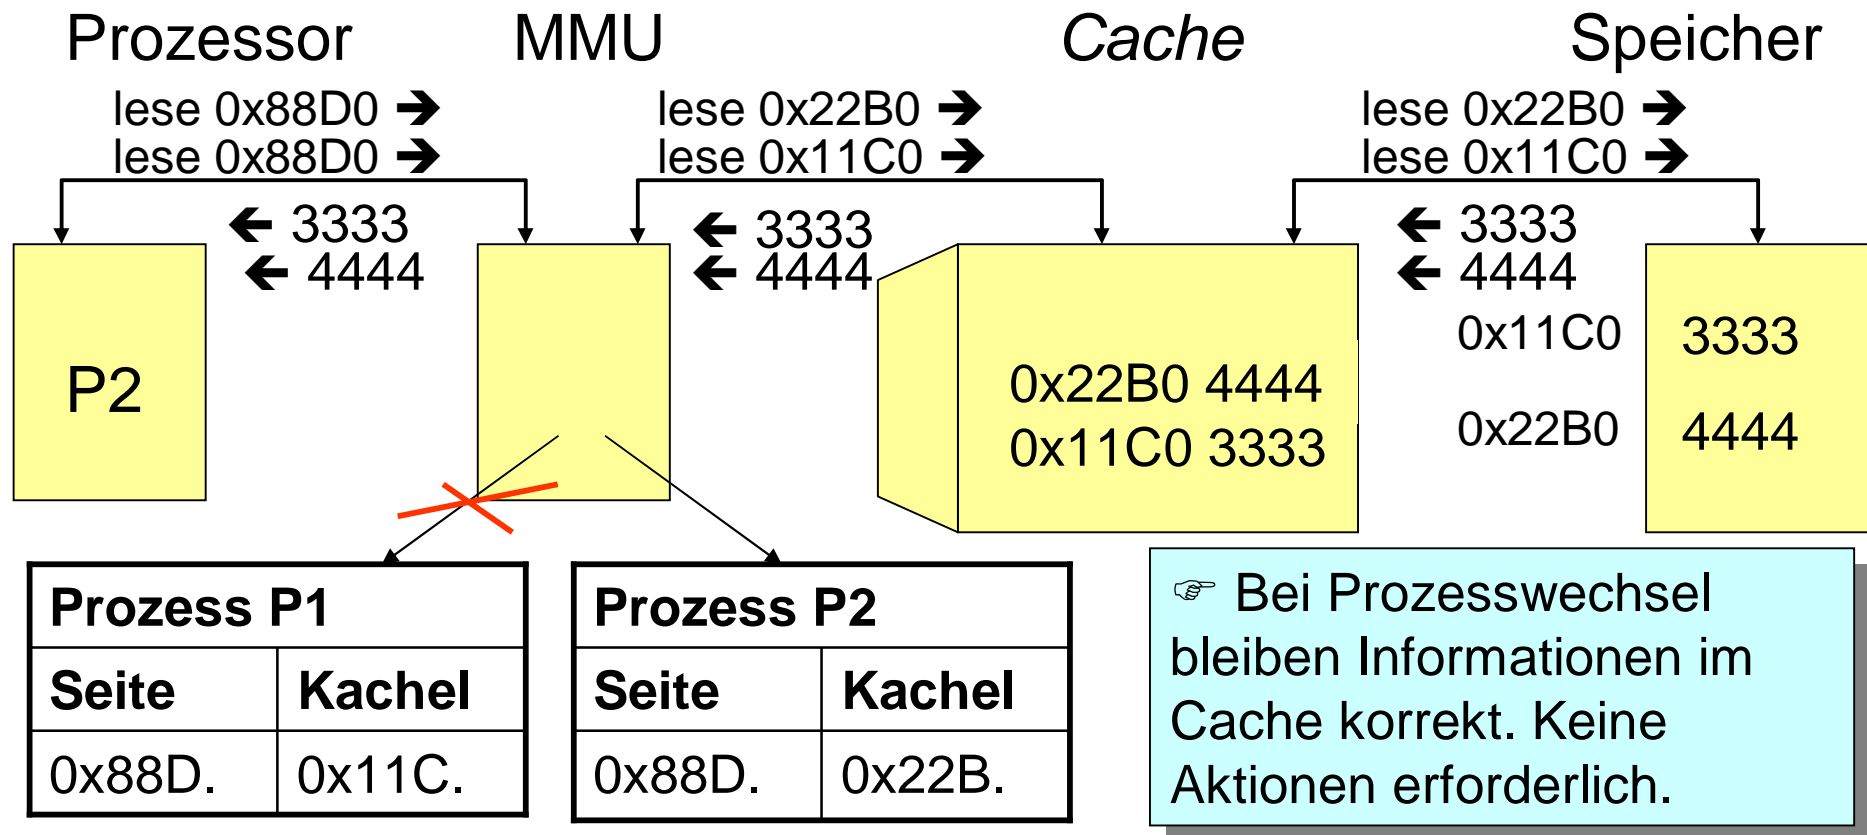 Prozessor MMU Cache Speicher
lese 0x88D0 ➔ lese 0x22B0 ➔ lese 0x22B0 ➔
lese 0x88D0 ➔ lese 0x11C0 ➔ lese 0x11C0 ➔
🡸 3333 🡸 3333 🡸 3333
🡸 4444 🡸 4444 🡸 4444
0x11C0 3333
P2
0x22B0 4444
0x11C0 3333
0x22B0 4444
Prozess P1
Seite Kachel
0x88D. 0x11C.
Prozess P2
Seite Kachel
0x88D. 0x22B.
☞ Bei Prozesswechsel
bleiben Informationen im
Cache korrekt. Keine
Aktionen erforderlich.